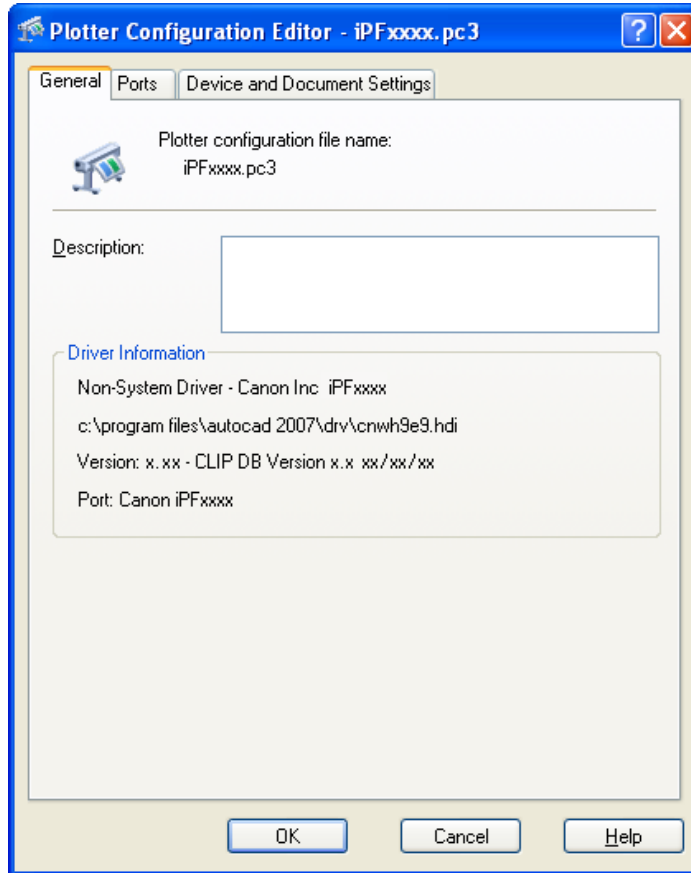 Plotter Configuration Editor - iPFxxxx.pc3
General Ports Device and Document Settings
Plotter configuration file name:
iPFxxxx.pc3
Description:
Driver Information
Non-System Driver - Canon Inc iPFxxxx
c:\program files\autocad 2007\drv\cnwh9e9.hdi
Version: x.xx - CLIP DB Version x.x xx/xx/xx
Port: Canon iPFxxxx
OK Cancel Help